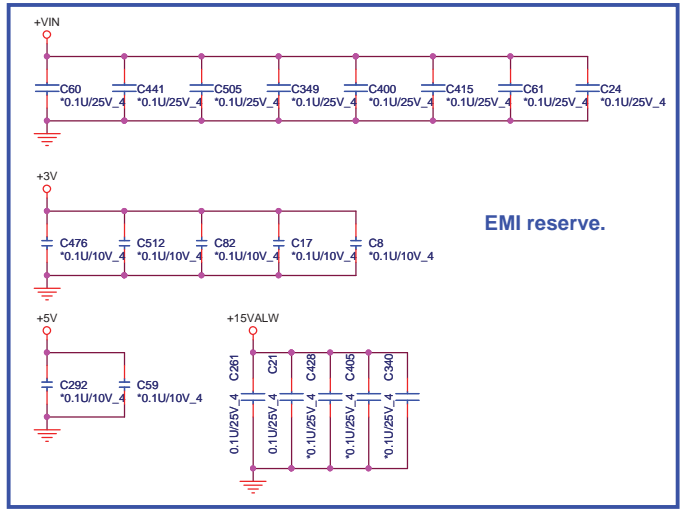 +VIN
C60 C441 C505 C349 C400 C415 C61 C24
*0.1U/25V_4 *0.1U/25V_4 *0.1U/25V_4 *0.1U/25V_4 *0.1U/25V_4 *0.1U/25V_4 *0.1U/25V_4 *0.1U/25V_4
+3V
C476 C512 C82 C17 C8
*0.1U/10V_4 *0.1U/10V_4 *0.1U/10V_4 *0.1U/10V_4 *0.1U/10V_4
EMI reserve.
+5V
C292 C59
*0.1U/10V_4 *0.1U/10V_4
+15VALW
C261
0.1U/25V_4
C21
0.1U/25V_4
C428
*0.1U/25V_4
C405
*0.1U/25V_4
C340
*0.1U/25V_4